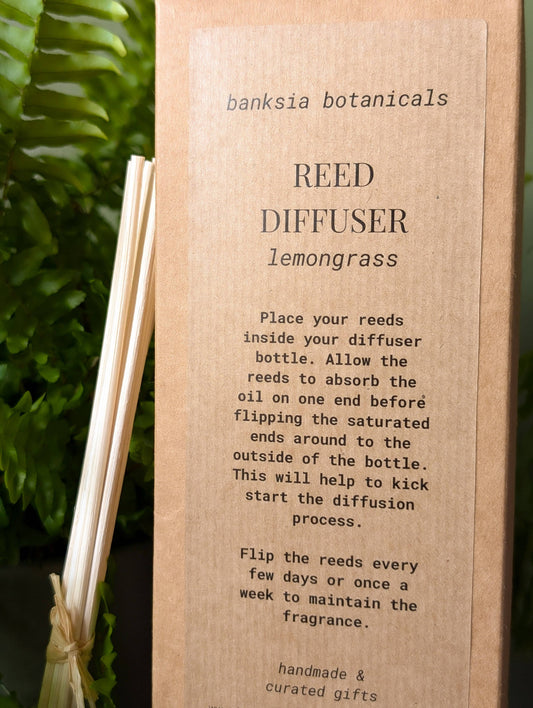 banksia botanicals
REED
DIFFUSER
lemongrass
Place your reeds
inside your diffuser
bottle. Allow the
reeds to absorb the
oil on one end before
flipping the saturated
ends around to the
outside of the bottle.
This will help to kick
start the diffusion
process.
Flip the reeds every
few days or once a
week to maintain the
fragrance.
handmade &
curated gifts